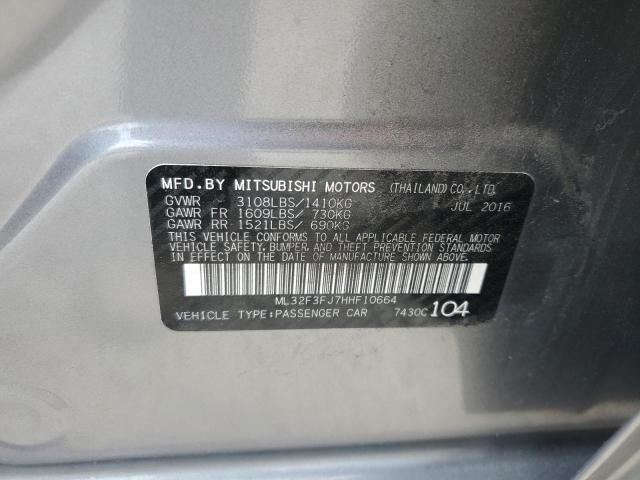 MFD.BY MITSUBISHI MOTORS (THAILAND) CO., LTD.
GVWR 3108LBS/1410KG JUL 2016
GAWR FR 1609LBS/ 730KG
GAWR RR 1521LBS/ 690KG
THIS VEHICLE CONFORMS TO ALL APPLICABLE FEDERAL MOTOR
VEHICLE SAFETY, BUMPER, AND THEFT PREVENTION STANDARDS
IN EFFECT ON THE DATE OF MANUFACTURE SHOWN ABOVE.
ML32F3FJ7HHF10664
VEHICLE TYPE:PASSENGER CAR 7430C 104